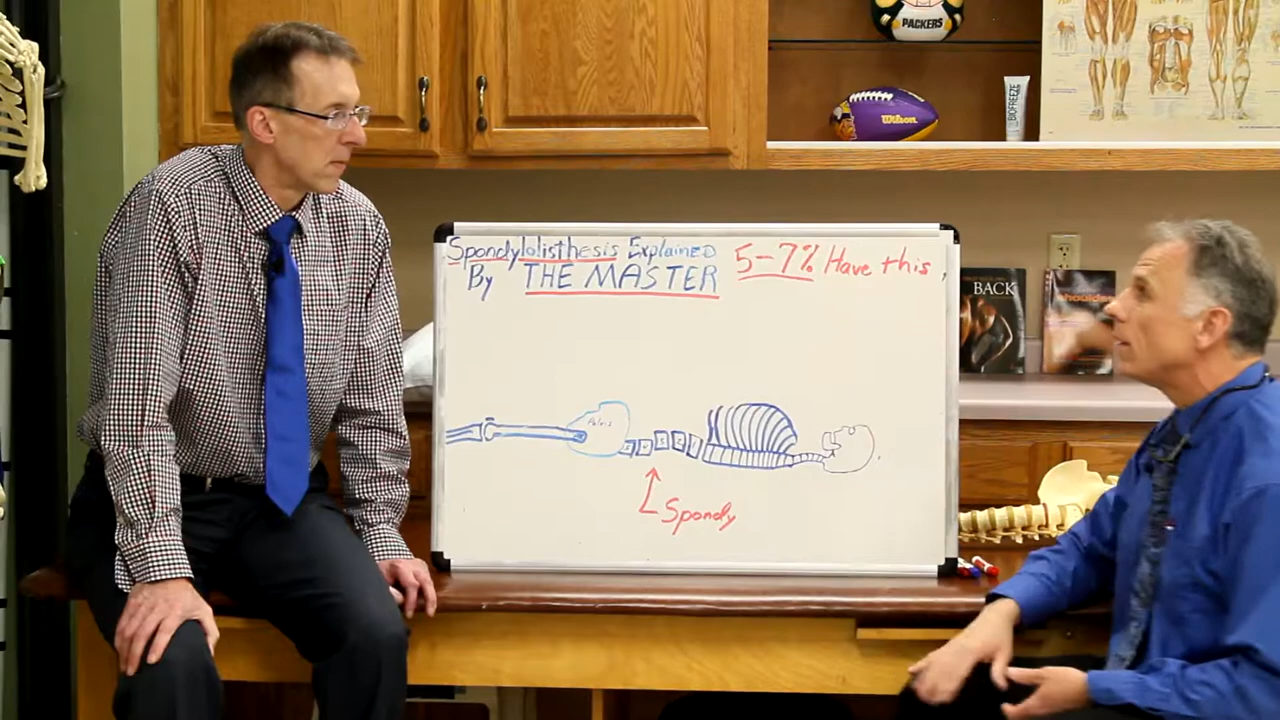 PACKERS
Wilson
BIOFREEZE
Spondylolisthesis Explained
By THE MASTER
5-7% Have this,
BACK
shoulder
Pelvis
Spondy